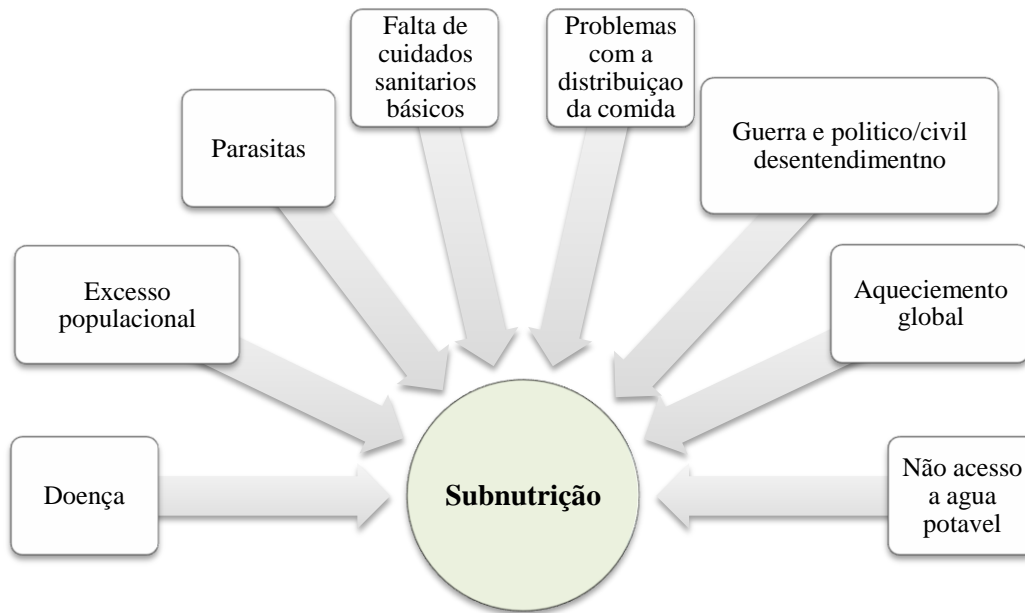 Falta de
cuidados
sanitarios
básicos
Problemas
com a
distribuiçao
da comida
Parasitas
Guerra e politico/civil
desentendimentno
Excesso
populacional
Aqueciemento
global
Doença
Subnutrição
Não acesso
a agua
potavel